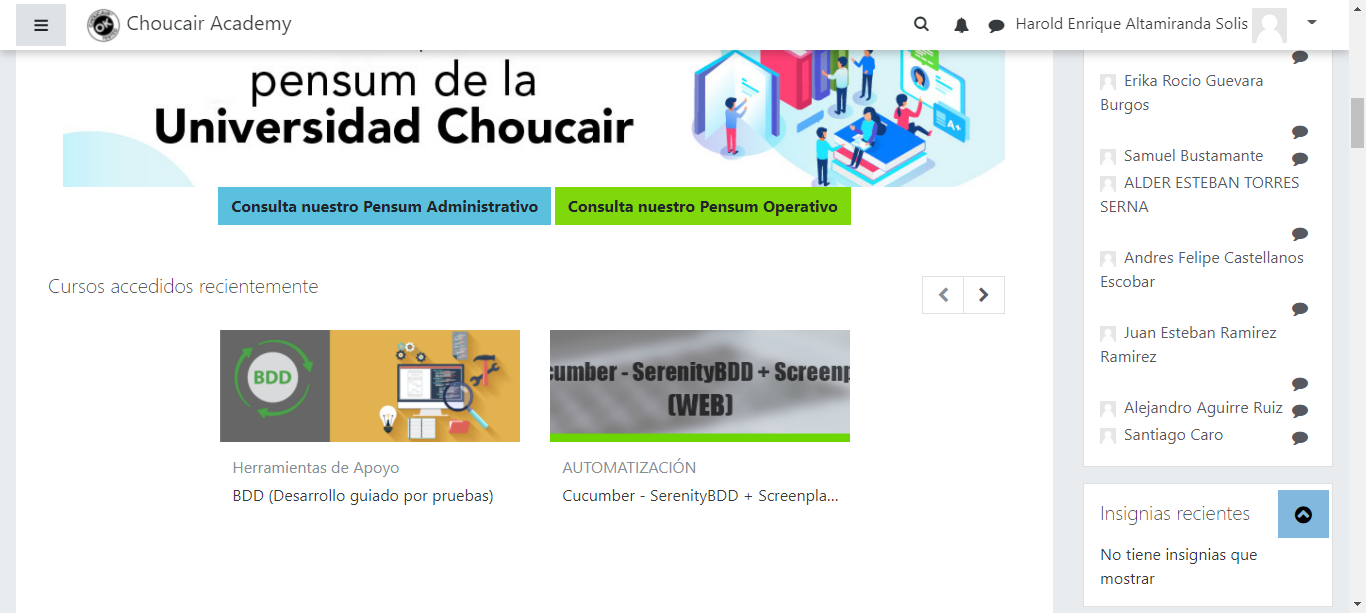 Choucair Academy
Harold Enrique Altamiranda Solis
pensum de la
Universidad Choucair
A+
Consulta nuestro Pensum Administrativo
Consulta nuestro Pensum Operativo
Cursos accedidos recientemente
BDD
Herramientas de Apoyo
BDD (Desarrollo guiado por pruebas)
cumber - SerenityBDD + Screenp
(WEB)
AUTOMATIZACIÓN
Cucumber - SerenityBDD + Screenpla...
Erika Rocio Guevara
Burgos
Samuel Bustamante
ALDER ESTEBAN TORRES
SERNA
Andres Felipe Castellanos
Escobar
Juan Esteban Ramirez
Ramirez
Alejandro Aguirre Ruiz
Santiago Caro
Insignias recientes
No tiene insignias que
mostrar